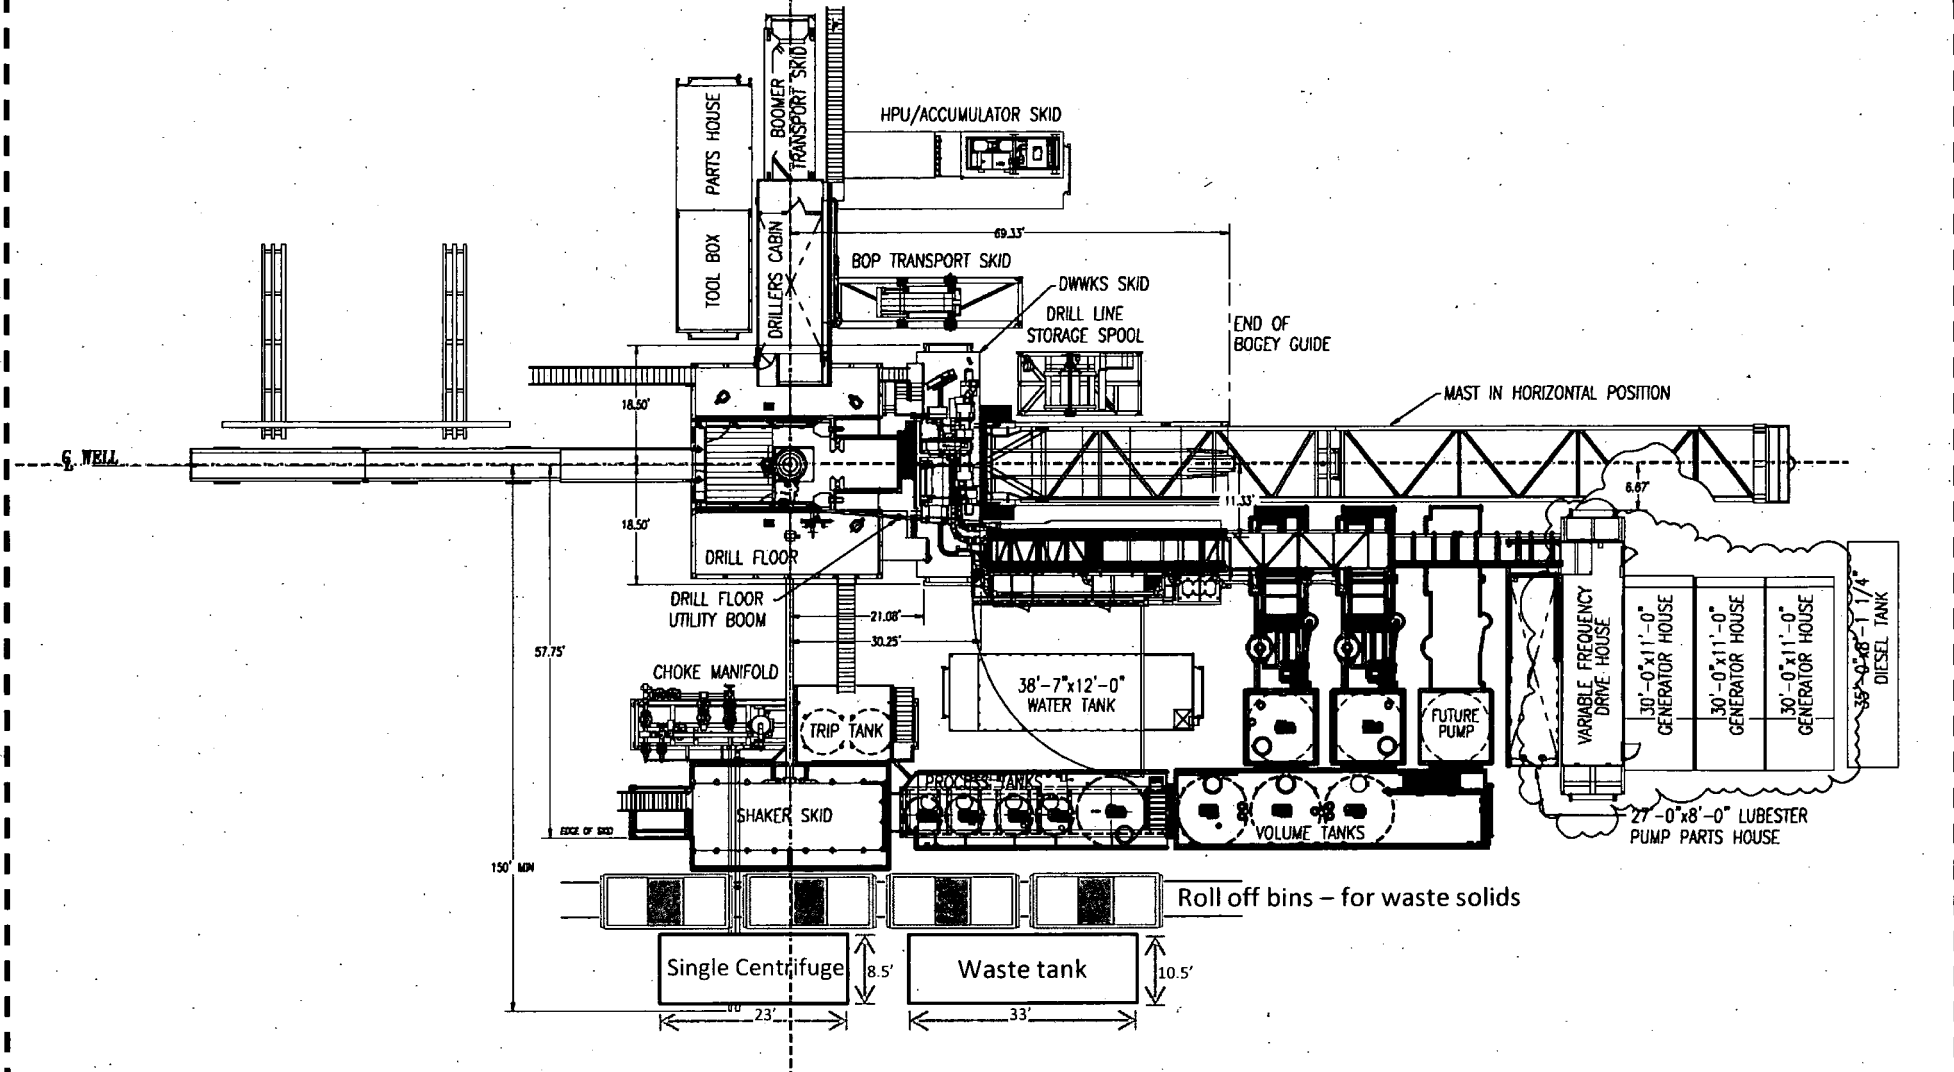 BOOMER
TRANSPORT SKID
PARTS HOUSE
HPU/ACCUMULATOR SKID
TOOL BOX
DRILLERS CABIN
69.33'
BOP TRANSPORT SKID
DWWKS SKID
DRILL LINE
STORAGE SPOOL
END OF
BOGEY GUIDE
MAST IN HORIZONTAL POSITION
18.50'
WELL
6.67'
11.33'
18.50'
DRILL FLOOR
DRILL FLOOR
UTILITY BOOM
21.08'
30.25'
57.75'
CHOKE MANIFOLD
38'-7"x12'-0"
WATER TANK
TRIP TANK
FUTURE
PUMP
VARIABLE FREQUENCY
DRIVE HOUSE
30'-0"x11'-0"
GENERATOR HOUSE
30'-0"x11'-0"
GENERATOR HOUSE
30'-0"x11'-0"
GENERATOR HOUSE
DIESEL TANK
PROCESS TANKS
SHAKER SKID
EDGE OF SKID
VOLUME TANKS
27'-0"x8'-0" LUBESTER
PUMP PARTS HOUSE
150' MIN
Roll off bins – for waste solids
Single Centrifuge
8.5'
Waste tank
10.5'
23'
33'